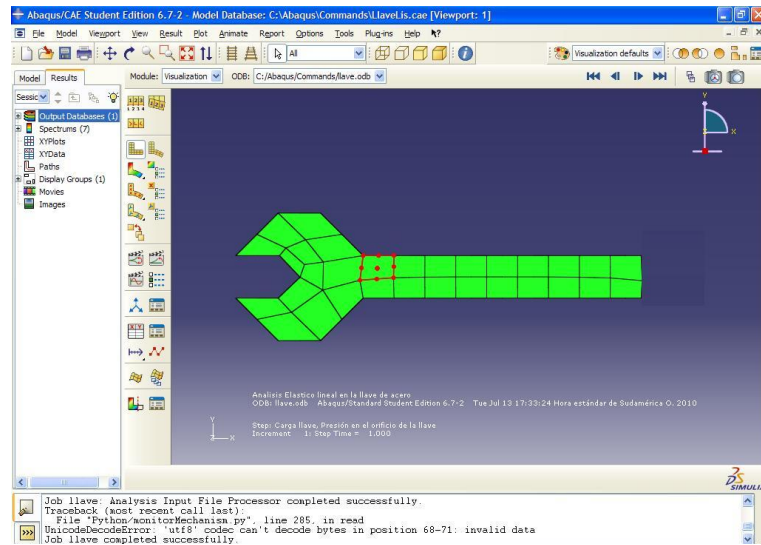 Abaqus/CAE Student Edition 6.7-2 - Model Database: C:\Abaqus\Commands\LlaveLis.cae [Viewport: 1]
File Model Viewport View Result Plot Animate Report Options Tools Plug-ins Help
All
Visualization defaults
Model Results
Module: Visualization ODB: C:/Abaqus/Commands/llave.odb
Sessic
Output Databases (1)
Spectrums (7)
XYPlots
XYData
Paths
Display Groups (1)
Movies
Images
Y
X
Analisis Elastico lineal en la llave de acero
ODB: llave.odb Abaqus/Standard Student Edition 6.7-2 Tue Jul 13 17:33:24 Hora estándar de Sudamérica O. 2010
Y
X
Step: Carga llave, Presión en el orificio de la llave
Increment 1: Step Time = 1.000
SIMULIA
Job llave: Analysis Input File Processor completed successfully.
Traceback (most recent call last):
File "Python/monitorMechanism.py", line 285, in read
UnicodeDecodeError: 'utf8' codec can't decode bytes in position 68-71: invalid data
Job llave completed successfully.